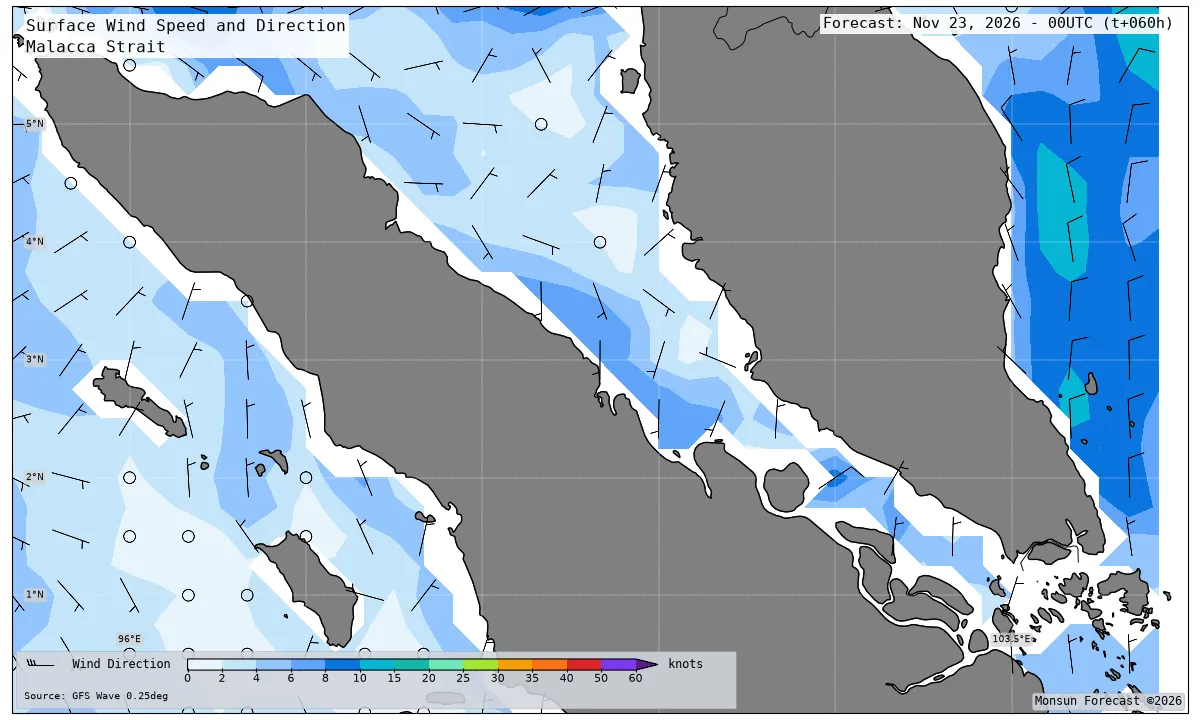 Surface Wind Speed and Direction
Malacca Strait
Forecast: Nov 23, 2026 - 00UTC (t+060h)
5°N
4°N
3°N
2°N
1°N
96°E
103.5°E
Wind Direction
knots
0 2 4 6 8 10 15 20 25 30 35 40 50 60
Source: GFS Wave 0.25deg
Monsun Forecast ©2026